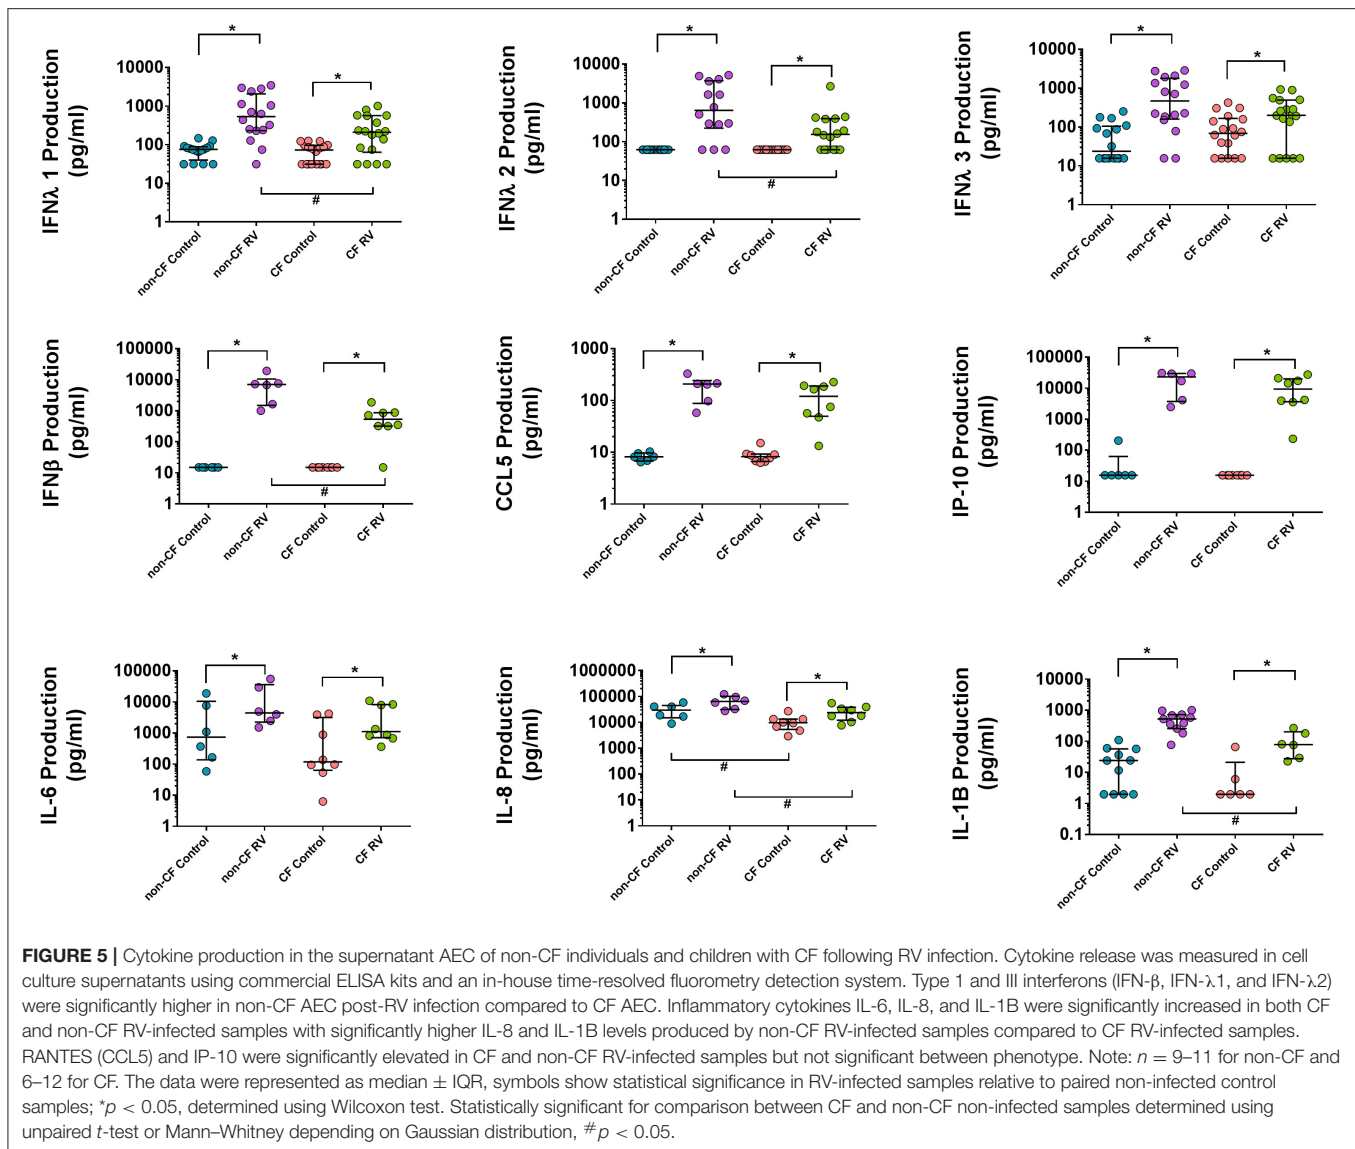 IFNλ 1 Production
(pg/ml)
10000
1000
100
10
1
*
*
#
non-CF Control
non-CF RV
CF Control
CF RV
IFNλ 2 Production
(pg/ml)
10000
1000
100
10
1
*
*
#
non-CF Control
non-CF RV
CF Control
CF RV
IFNλ 3 Production
(pg/ml)
10000
1000
100
10
1
*
*
non-CF Control
non-CF RV
CF Control
CF RV
IFNβ Production
(pg/ml)
100000
10000
1000
100
10
1
*
*
#
non-CF Control
non-CF RV
CF Control
CF RV
CCL5 Production
(pg/ml)
1000
100
10
1
*
*
non-CF Control
non-CF RV
CF Control
CF RV
IP-10 Production
(pg/ml)
100000
10000
1000
100
10
1
*
*
non-CF Control
non-CF RV
CF Control
CF RV
IL-6 Production
(pg/ml)
100000
10000
1000
100
10
1
*
*
non-CF Control
non-CF RV
CF Control
CF RV
IL-8 Production
(pg/ml)
1000000
100000
10000
1000
100
10
1
*
*
#
#
non-CF Control
non-CF RV
CF Control
CF RV
IL-1B Production
(pg/ml)
10000
1000
100
10
1
0.1
*
*
#
non-CF Control
non-CF RV
CF Control
CF RV
FIGURE 5 | Cytokine production in the supernatant AEC of non-CF individuals and children with CF following RV infection. Cytokine release was measured in cell
culture supernatants using commercial ELISA kits and an in-house time-resolved fluorometry detection system. Type 1 and III interferons (IFN-β, IFN-λ1, and IFN-λ2)
were significantly higher in non-CF AEC post-RV infection compared to CF AEC. Inflammatory cytokines IL-6, IL-8, and IL-1B were significantly increased in both CF
and non-CF RV-infected samples with significantly higher IL-8 and IL-1B levels produced by non-CF RV-infected samples compared to CF RV-infected samples.
RANTES (CCL5) and IP-10 were significantly elevated in CF and non-CF RV-infected samples but not significant between phenotype. Note: n = 9–11 for non-CF and
6–12 for CF. The data were represented as median ± IQR, symbols show statistical significance in RV-infected samples relative to paired non-infected control
samples; *p < 0.05, determined using Wilcoxon test. Statistically significant for comparison between CF and non-CF non-infected samples determined using
unpaired t-test or Mann–Whitney depending on Gaussian distribution, #p < 0.05.